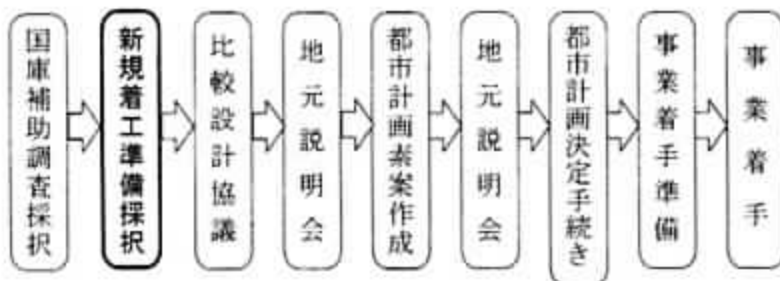 国庫補助調査採択
新規着工準備採択
比較設計協議
地元説明会
都市計画素案作成
地元説明会
都市計画決定手続き
事業着手準備
事業着手